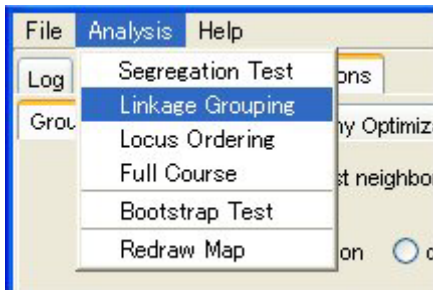 File Analysis Help
Log
Segregation Test
Linkage Grouping
Locus Ordering
Full Course
Bootstrap Test
Redraw Map